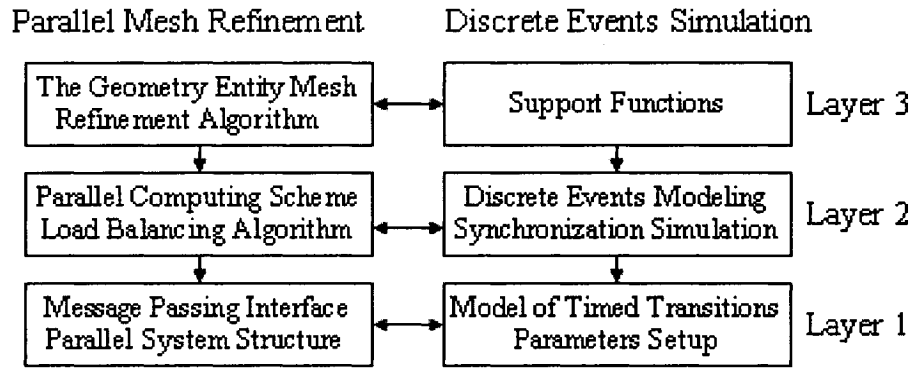 Parallel Mesh Refinement
Discrete Events Simulation
The Geometry Entity Mesh
Refinement Algorithm
Support Functions
Layer 3
Parallel Computing Scheme
Load Balancing Algorithm
Discrete Events Modeling
Synchronization Simulation
Layer 2
Message Passing Interface
Parallel System Structure
Model of Timed Transitions
Parameters Setup
Layer 1